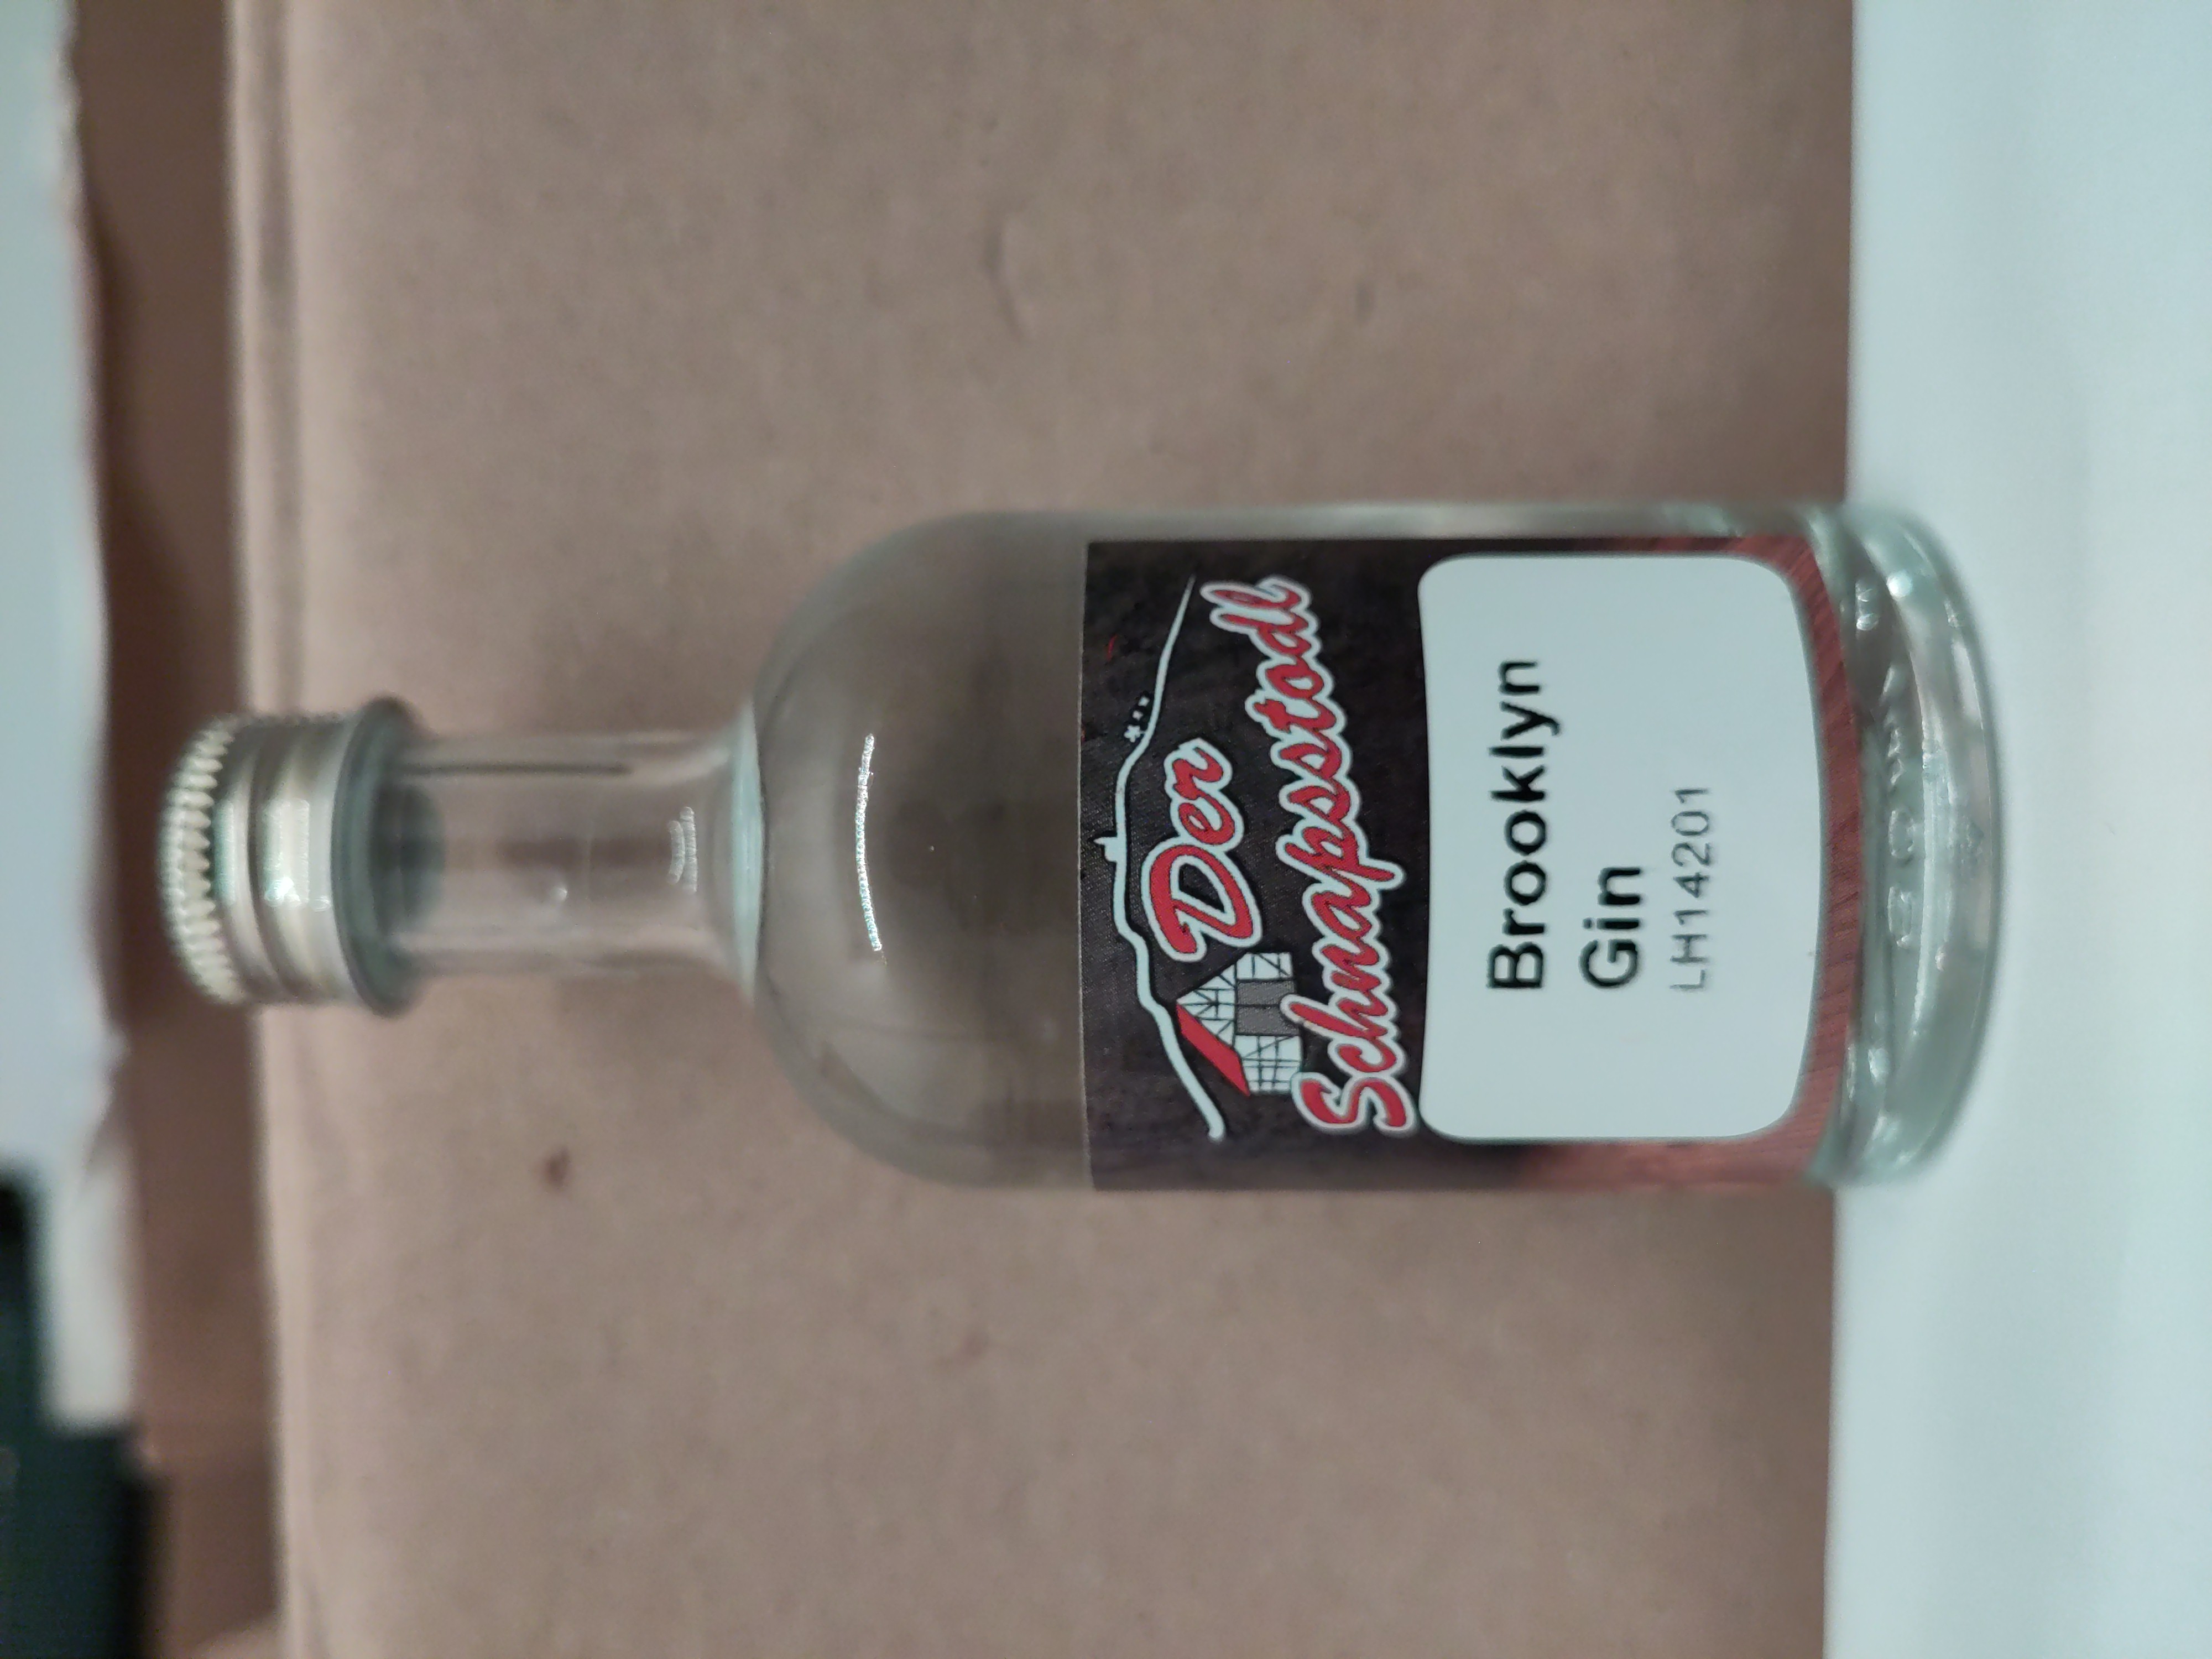 Der
Schnapsstodl
Brooklyn
Gin
LH14201